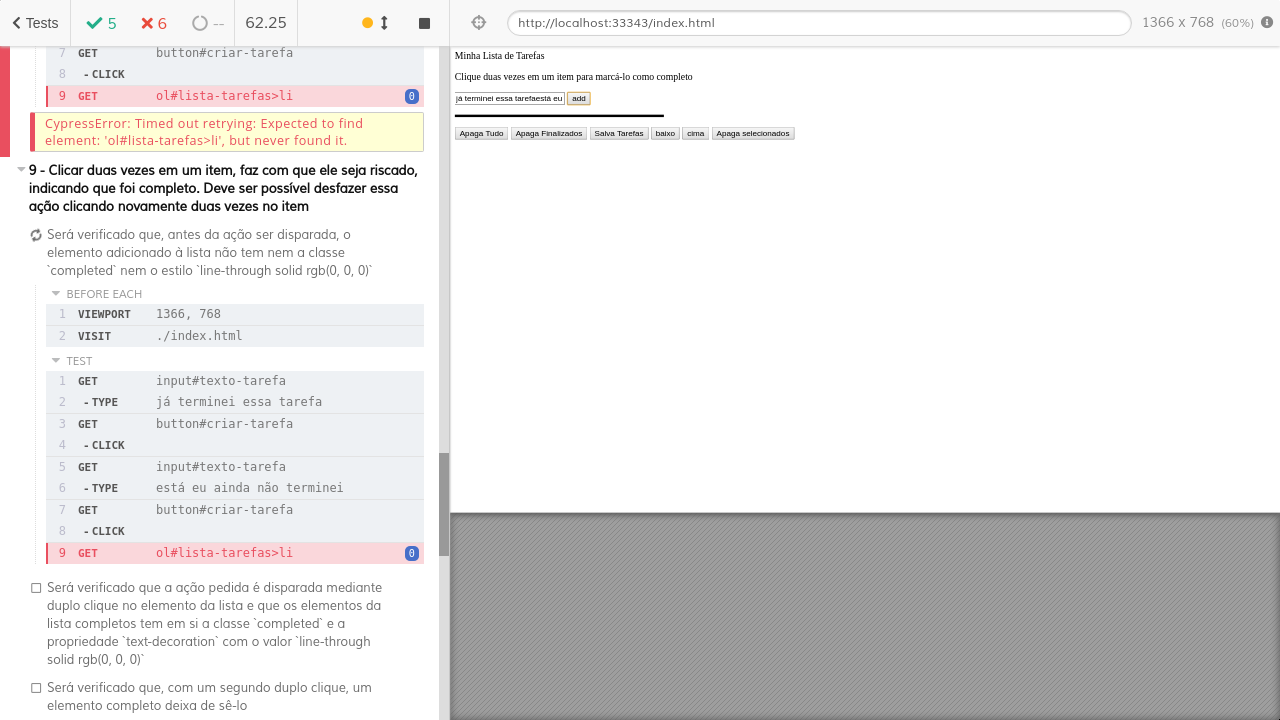 Tests
5
6
--
62.25
7 GET button#criar-tarefa
8 - CLICK
9 GET ol#lista-tarefas>li 0
CypressError: Timed out retrying: Expected to find
element: 'ol#lista-tarefas>li', but never found it.
9 - Clicar duas vezes em um item, faz com que ele seja riscado,
indicando que foi completo. Deve ser possível desfazer essa
ação clicando novamente duas vezes no item
Será verificado que, antes da ação ser disparada, o
elemento adicionado à lista não tem nem a classe
`completed` nem o estilo `line-through solid rgb(0, 0, 0)`
BEFORE EACH
1 VIEWPORT 1366, 768
2 VISIT ./index.html
TEST
1 GET input#texto-tarefa
2 - TYPE já terminei essa tarefa
3 GET button#criar-tarefa
4 - CLICK
5 GET input#texto-tarefa
6 - TYPE está eu ainda não terminei
7 GET button#criar-tarefa
8 - CLICK
9 GET ol#lista-tarefas>li 0
Será verificado que a ação pedida é disparada mediante
duplo clique no elemento da lista e que os elementos da
lista completos tem em si a classe `completed` e a
propriedade `text-decoration` com o valor `line-through
solid rgb(0, 0, 0)`
Será verificado que, com um segundo duplo clique, um
elemento completo deixa de sê-lo
http://localhost:33343/index.html
1366 x 768 (60%)
Minha Lista de Tarefas
Clique duas vezes em um item para marcá-lo como completo
já terminei essa tarefaestá eu add
Apaga Tudo Apaga Finalizados Salva Tarefas baixo cima Apaga selecionados